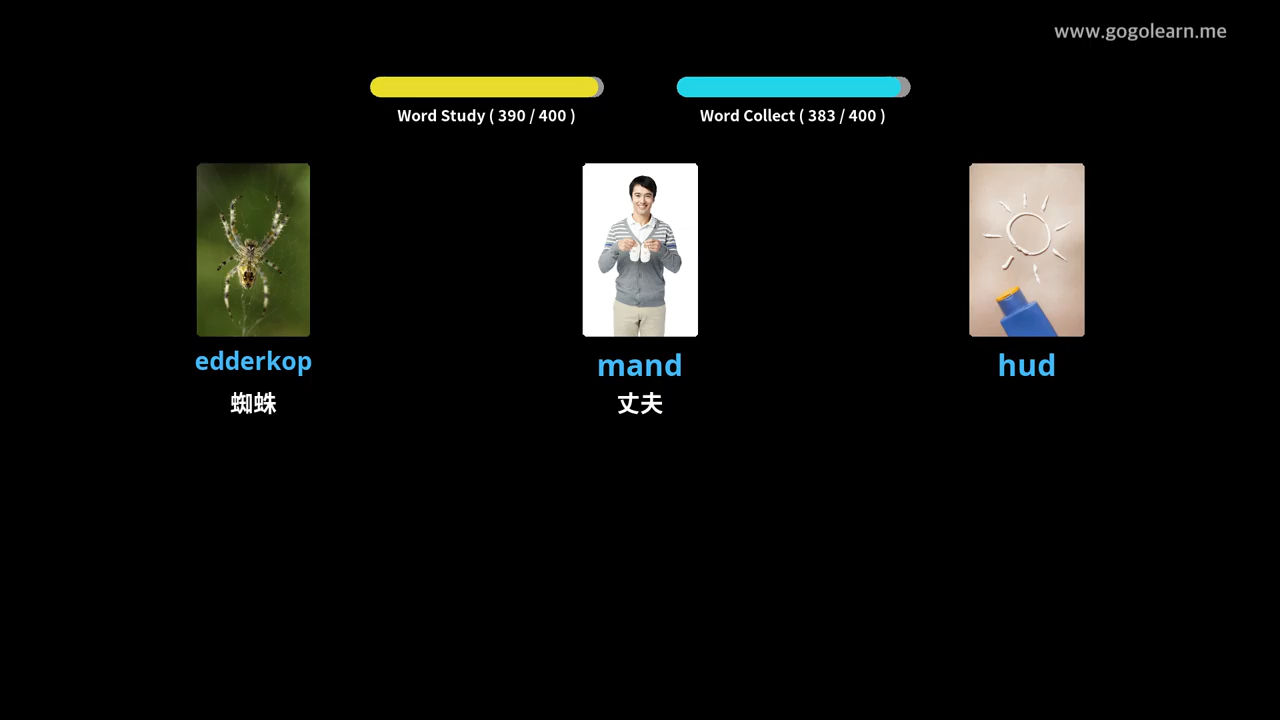 www.gogolearn.me
Word Study ( 390 / 400 )
Word Collect ( 383 / 400 )
edderkop
mand
hud
蜘蛛
丈夫